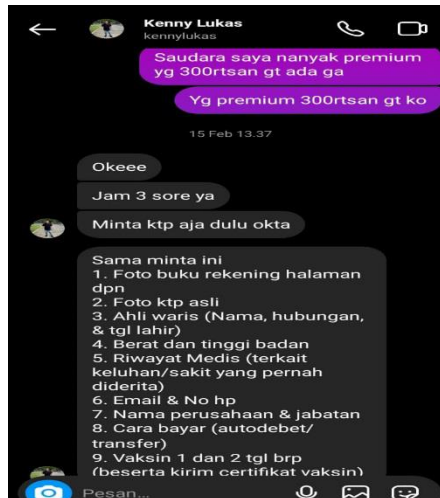 Kenny Lukas
kennylukas
Saudara saya nanyak premium
yg 300rtsan gt ada ga
Yg premium 300rtsan gt ko
15 Feb 13.37
Okeee
Jam 3 sore ya
Minta ktp aja dulu okta
Sama minta ini
1. Foto buku rekening halaman
dpn
2. Foto ktp asli
3. Ahli waris (Nama, hubungan,
& tgl lahir)
4. Berat dan tinggi badan
5. Riwayat Medis (terkait
keluhan/sakit yang pernah
diderita)
6. Email & No hp
7. Nama perusahaan & jabatan
8. Cara bayar (autodebet/
transfer)
9. Vaksin 1 dan 2 tgl brp
(beserta kirim certifikat vaksin)
Pesan...